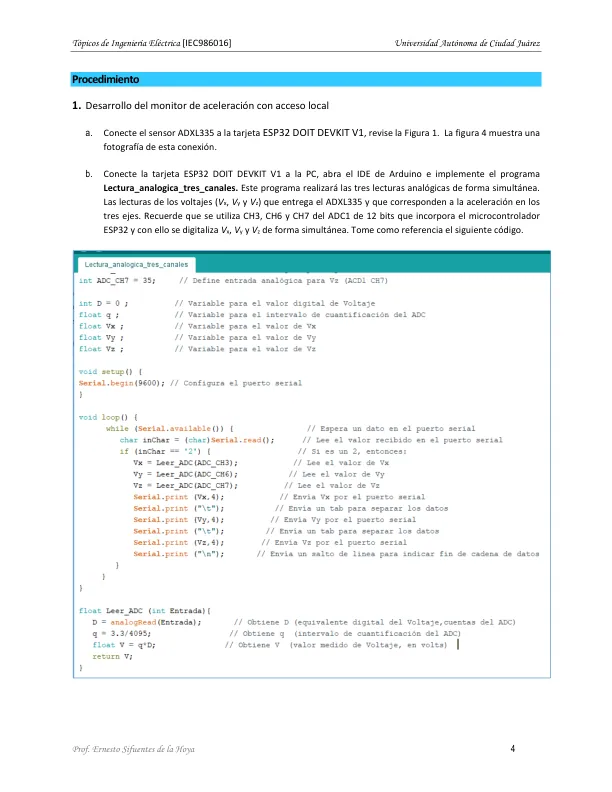 Tópicos de Ingeniería Eléctrica [IEC986016] Universidad Autónoma de Ciudad Juárez
Procedimiento
1. Desarrollo del monitor de aceleración con acceso local
a. Conecte el sensor ADXL335 a la tarjeta ESP32 DOIT DEVKIT V1, revise la Figura 1. La figura 4 muestra una
fotografía de esta conexión.
b. Conecte la tarjeta ESP32 DOIT DEVKIT V1 a la PC, abra el IDE de Arduino e implemente el programa
Lectura_analogica_tres_canales. Este programa realizará las tres lecturas analógicas de forma simultánea.
Las lecturas de los voltajes (Vx, Vy y Vz) que entrega el ADXL335 y que corresponden a la aceleración en los
tres ejes. Recuerde que se utiliza CH3, CH6 y CH7 del ADC1 de 12 bits que incorpora el microcontrolador
ESP32 y con ello se digitaliza Vx, Vy y Vz de forma simultánea. Tome como referencia el siguiente código.
Lectura_analogica_tres_canales
int ADC_CH7 = 35; // Define entrada analógica para Vz (ACD1 CH7)
int D = 0 ; // Variable para el valor digital de Voltaje
float q ; // Variable para el intervalo de cuantificación del ADC
float Vx ; // Variable para el valor de Vx
float Vy ; // Variable para el valor de Vy
float Vz ; // Variable para el valor de Vz
void setup() {
Serial.begin(9600); // Configura el puerto serial
}
void loop() {
while (Serial.available()) { // Espera un dato en el puerto serial
char inChar = (char)Serial.read(); // Lee el valor recibido en el puerto serial
if (inChar == '2') { // Si es un 2, entonces:
Vx = Leer_ADC(ADC_CH3); // Lee el valor de Vx
Vy = Leer_ADC(ADC_CH6); // Lee el valor de Vy
Vz = Leer_ADC(ADC_CH7); // Lee el valor de Vz
Serial.print (Vx,4); // Envia Vx por el puerto serial
Serial.print ("\t"); // Envia un tab para separar los datos
Serial.print (Vy,4); // Envia Vy por el puerto serial
Serial.print ("\t"); // Envia un tab para separar los datos
Serial.print (Vz,4); // Envia Vz por el puerto serial
Serial.print ("\n"); // Envia un salto de linea para indicar fin de cadena de datos
}
}
}
float Leer_ADC (int Entrada){
D = analogRead(Entrada); // Obtiene D (equivalente digital del Voltaje,cuentas del ADC)
q = 3.3/4095; // Obtiene q (intervalo de cuantificación del ADC)
float V = q*D; // Obtiene V (valor medido de Voltaje, en volts)
return V;
}
Prof. Ernesto Sifuentes de la Hoya 4